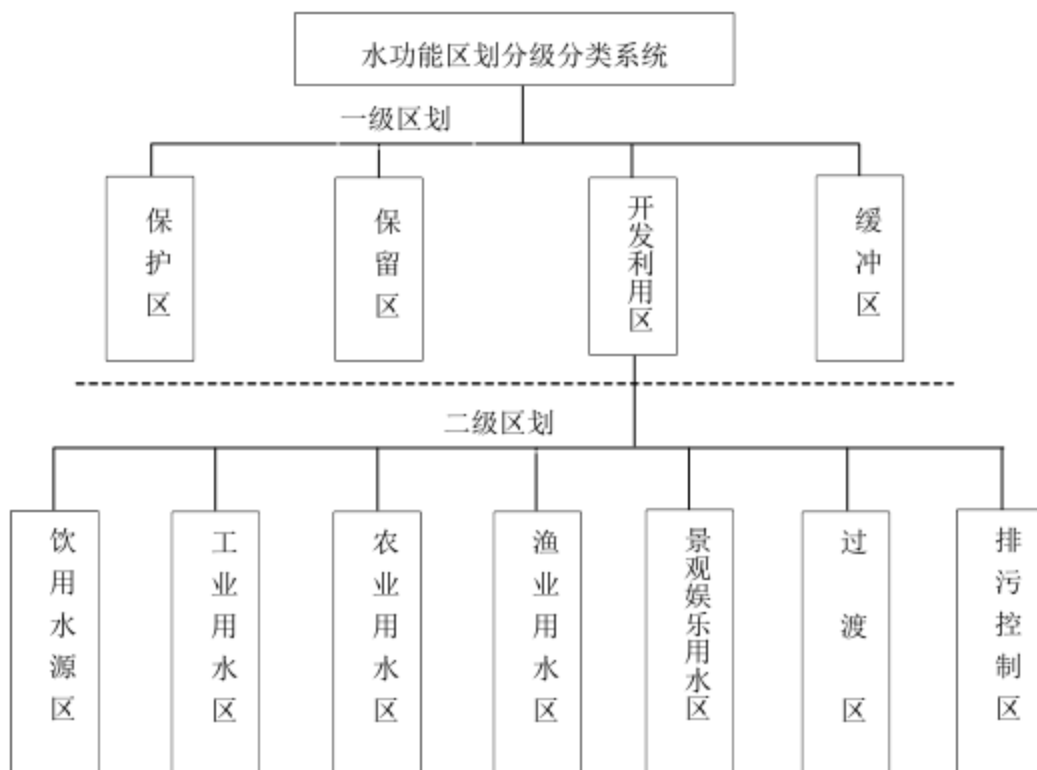 水功能区划分级分类系统
一级区划
保护区
保留区
开发利用区
缓冲区
二级区划
饮用水源区
工业用水区
农业用水区
渔业用水区
景观娱乐用水区
过渡区
排污控制区